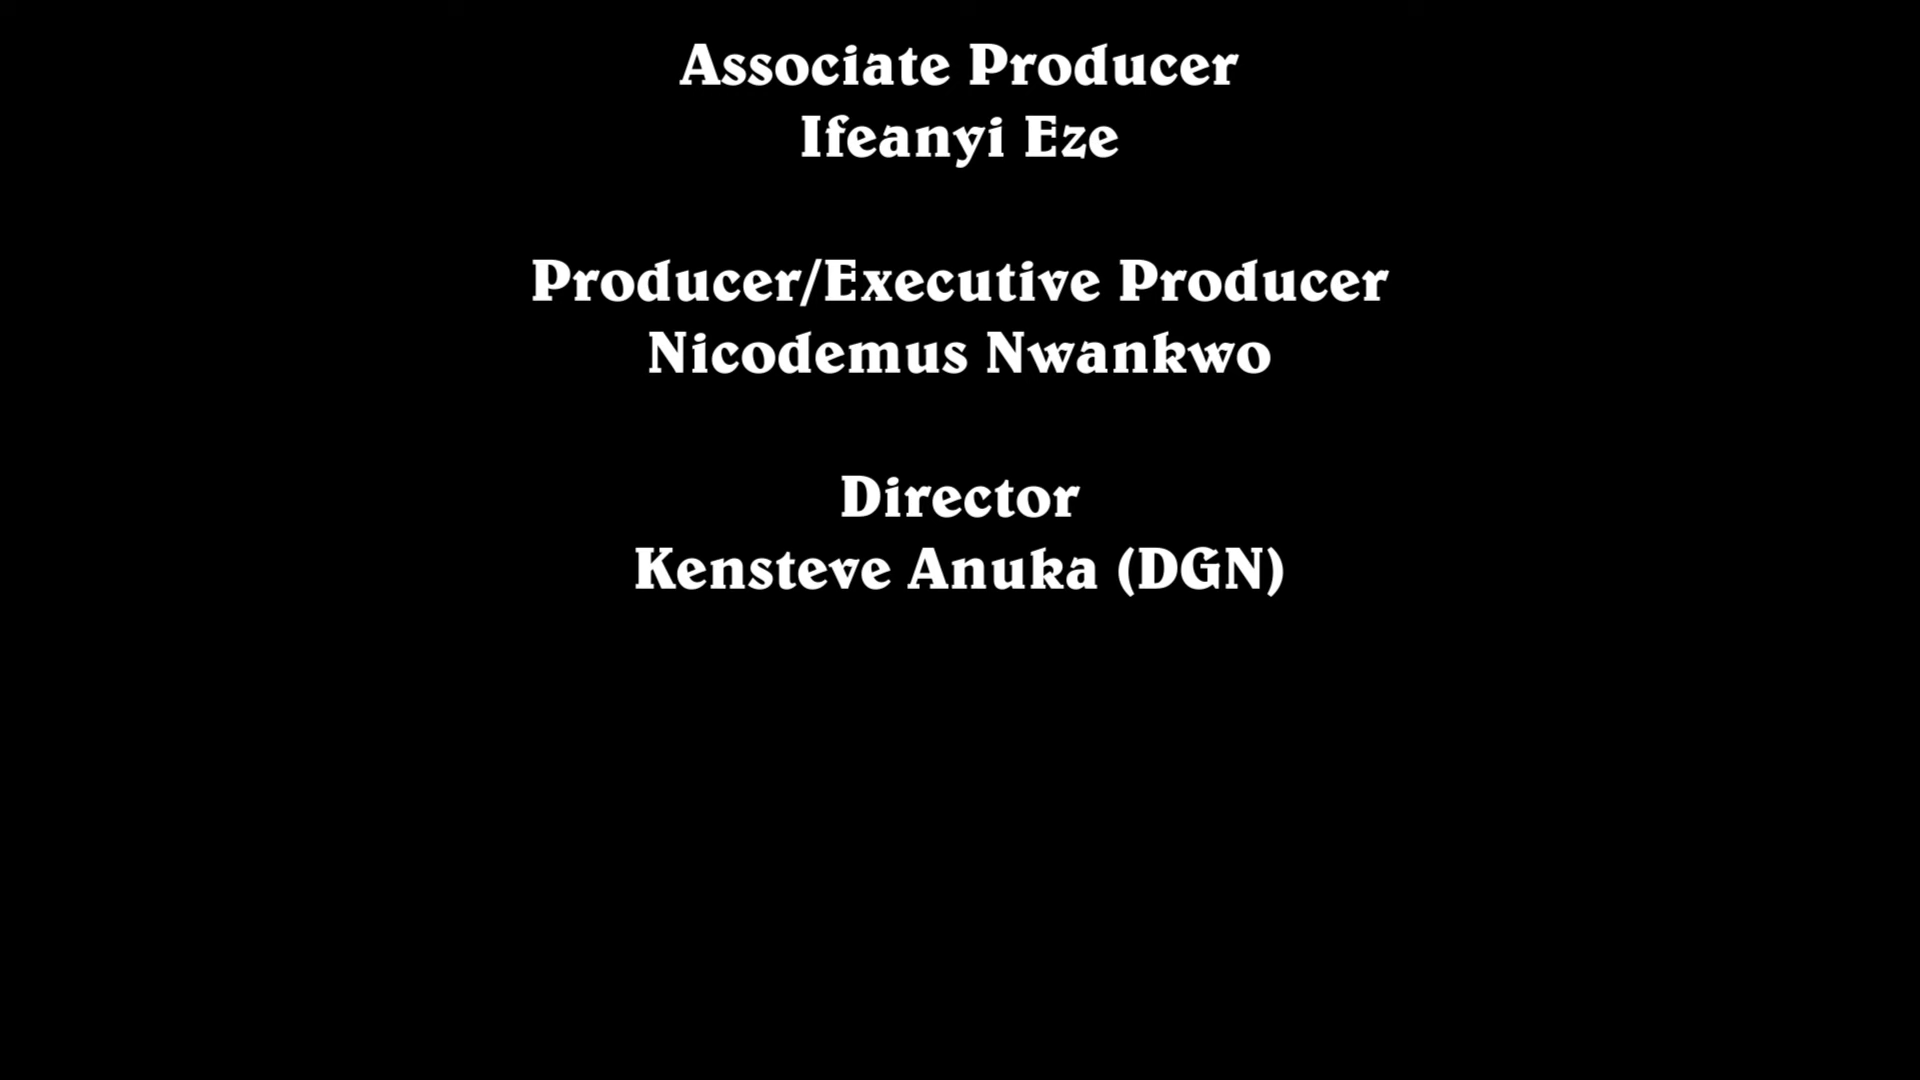 Associate Producer
Ifeanyi Eze
Producer/Executive Producer
Nicodemus Nwankwo
Director
Kensteve Anuka (DGN)